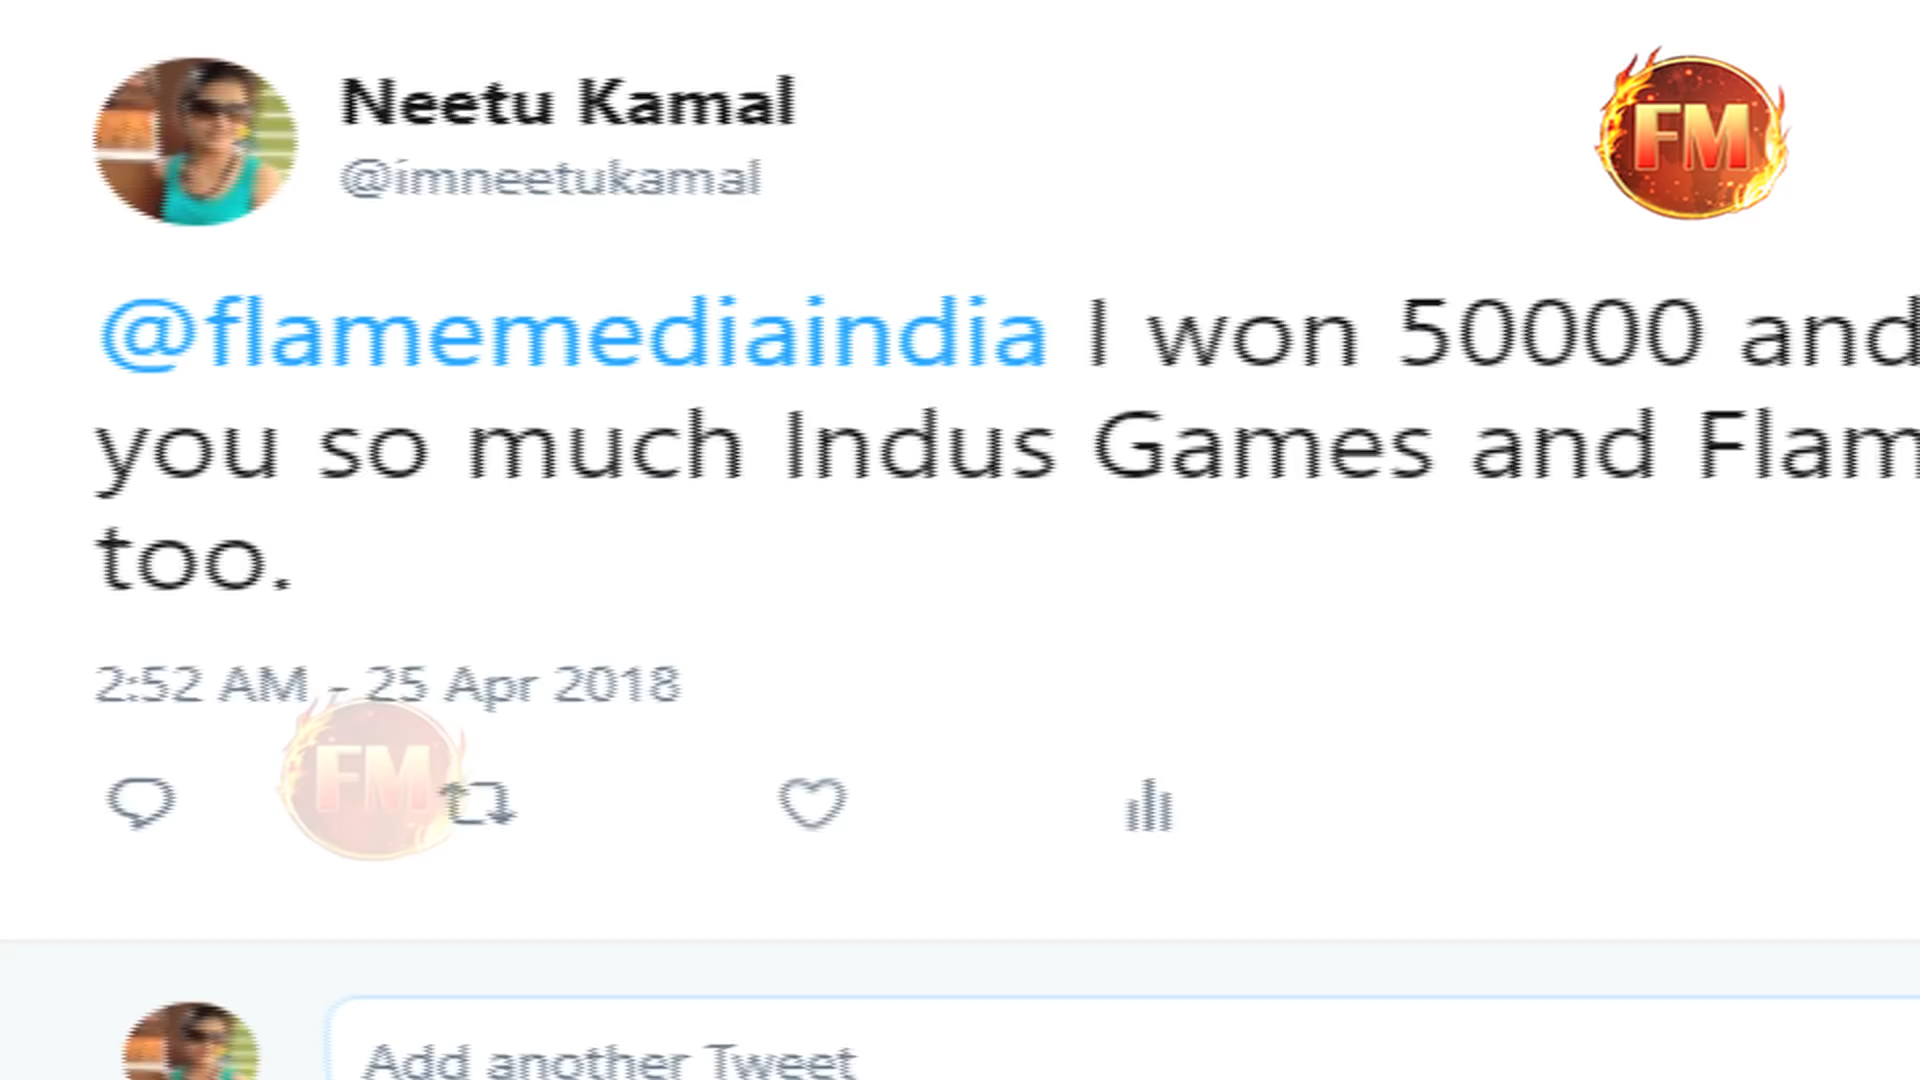 Neetu Kamal
@imneetukamal
FM
@flamemediaindia I won 50000 and
you so much Indus Games and Flam
too.
2:52 AM - 25 Apr 2018
FM
Add another Tweet